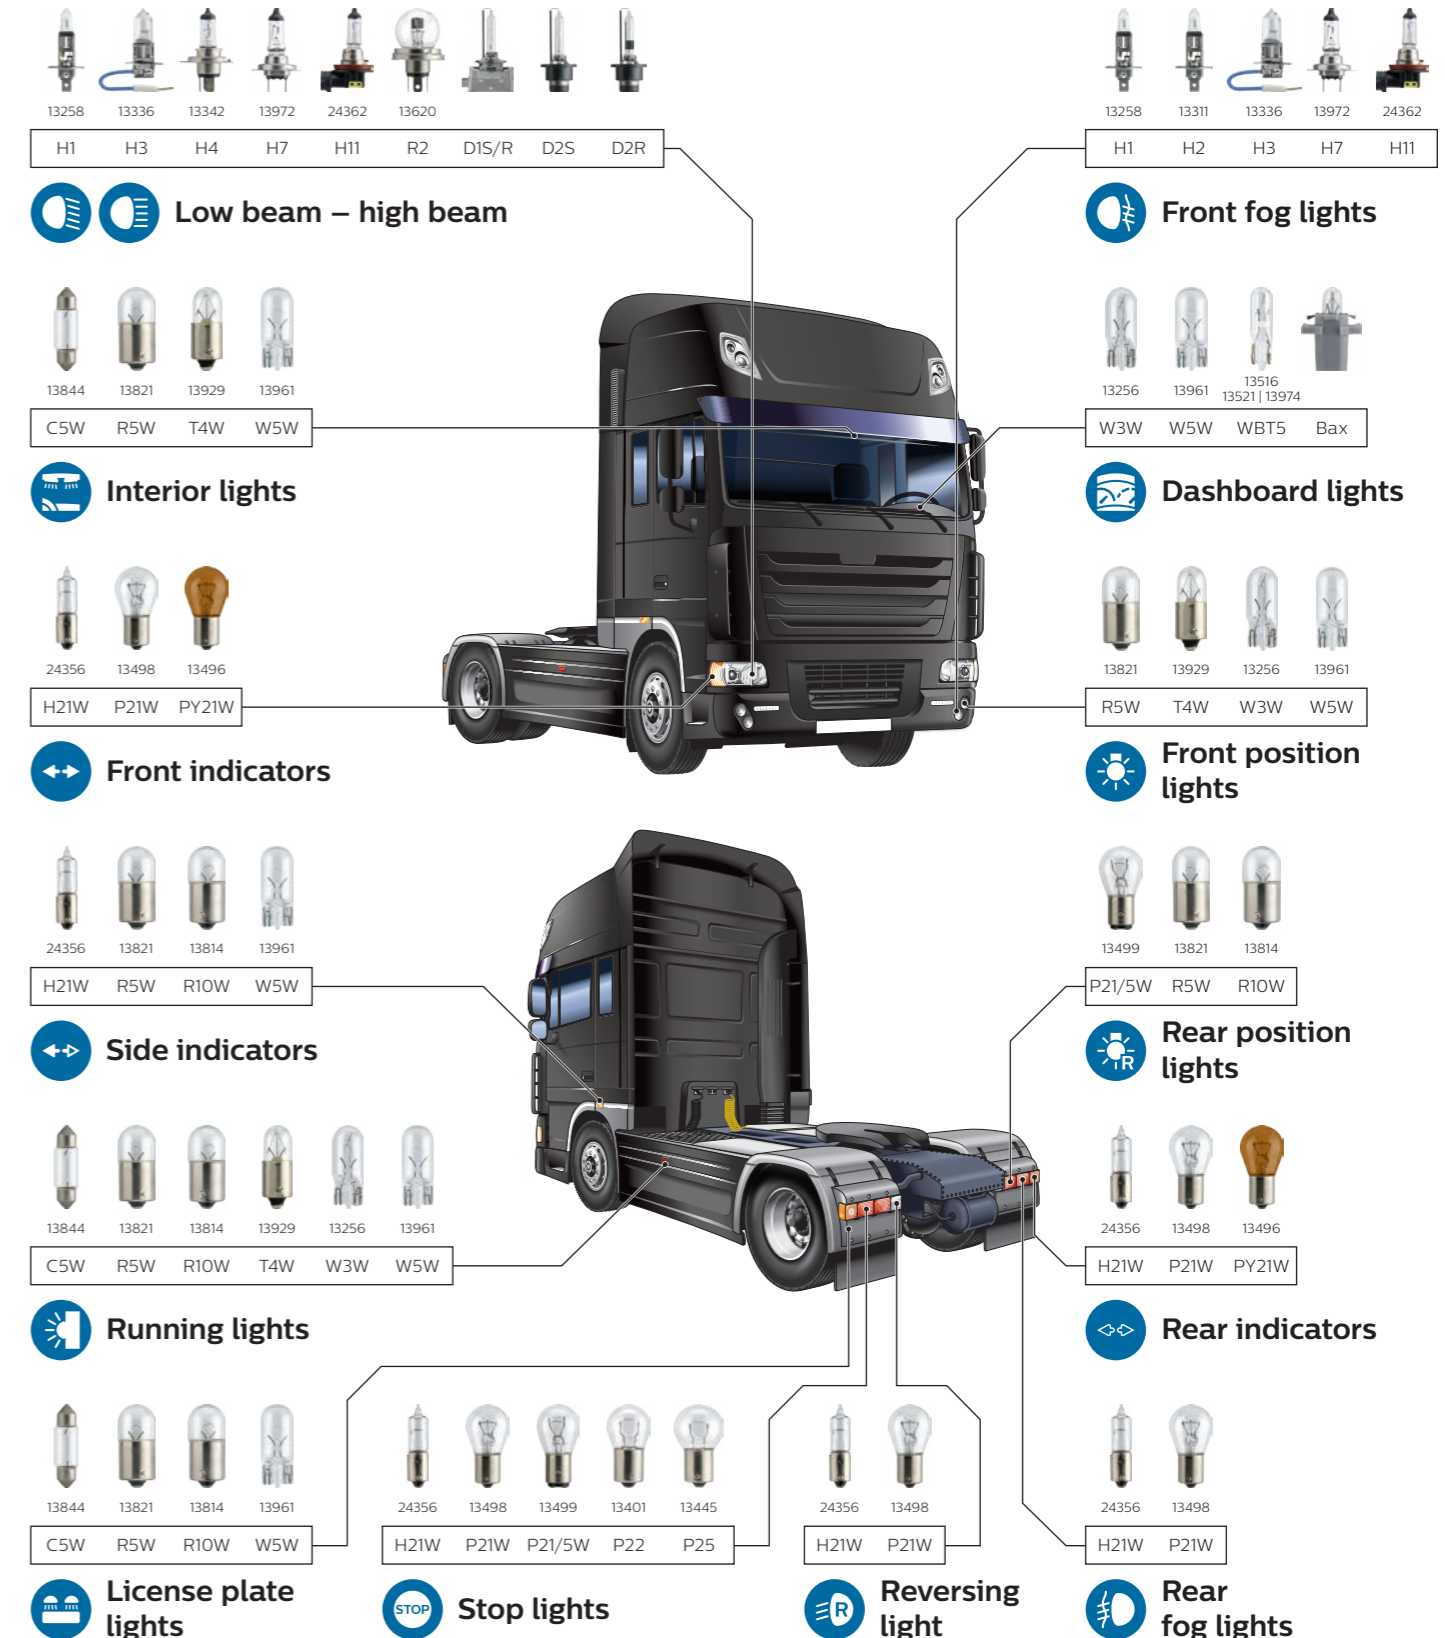 13258 13336 13342 13972 24362 13620
H1 H3 H4 H7 H11 R2 D1S/R D2S D2R
Low beam – high beam
13258 13311 13336 13972 24362
H1 H2 H3 H7 H11
Front fog lights
13844 13821 13929 13961
C5W R5W T4W W5W
Interior lights
13256 13961 13516
13521 | 13974
W3W W5W WBT5 Bax
Dashboard lights
24356 13498 13496
H21W P21W PY21W
Front indicators
13821 13929 13256 13961
R5W T4W W3W W5W
Front position
lights
24356 13821 13814 13961
H21W R5W R10W W5W
Side indicators
13499 13821 13814
P21/5W R5W R10W
R
Rear position
lights
13844 13821 13814 13929 13256 13961
C5W R5W R10W T4W W3W W5W
Running lights
24356 13498 13496
H21W P21W PY21W
Rear indicators
13844 13821 13814 13961
C5W R5W R10W W5W
License plate
lights
24356 13498 13499 13401 13445
H21W P21W P21/5W P22 P25
STOP
Stop lights
24356 13498
H21W P21W
R
Reversing
light
24356 13498
H21W P21W
Rear
fog lights